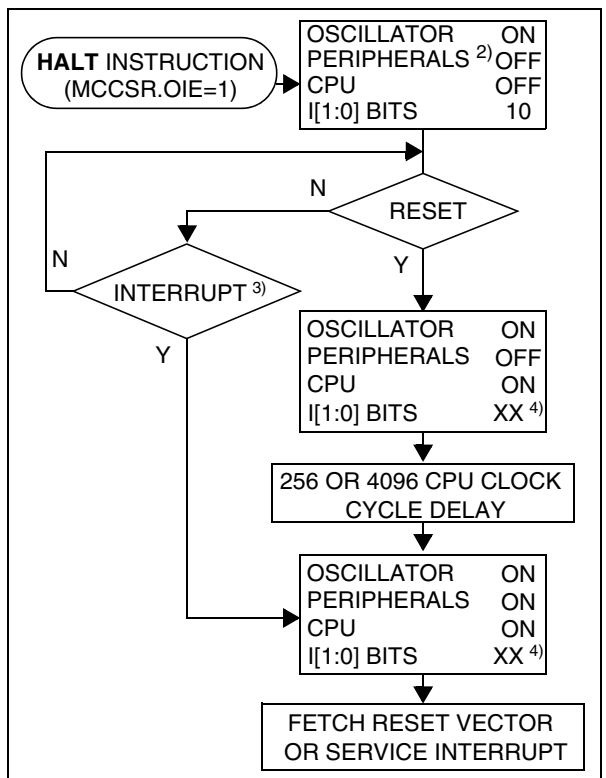 HALT INSTRUCTION
(MCCSR.OIE=1)
OSCILLATOR ON
PERIPHERALS 2) OFF
CPU OFF
I[1:0] BITS 10
N
RESET
N
INTERRUPT 3)
Y
Y
OSCILLATOR ON
PERIPHERALS OFF
CPU ON
I[1:0] BITS XX 4)
256 OR 4096 CPU CLOCK
CYCLE DELAY
OSCILLATOR ON
PERIPHERALS ON
CPU ON
I[1:0] BITS XX 4)
FETCH RESET VECTOR
OR SERVICE INTERRUPT